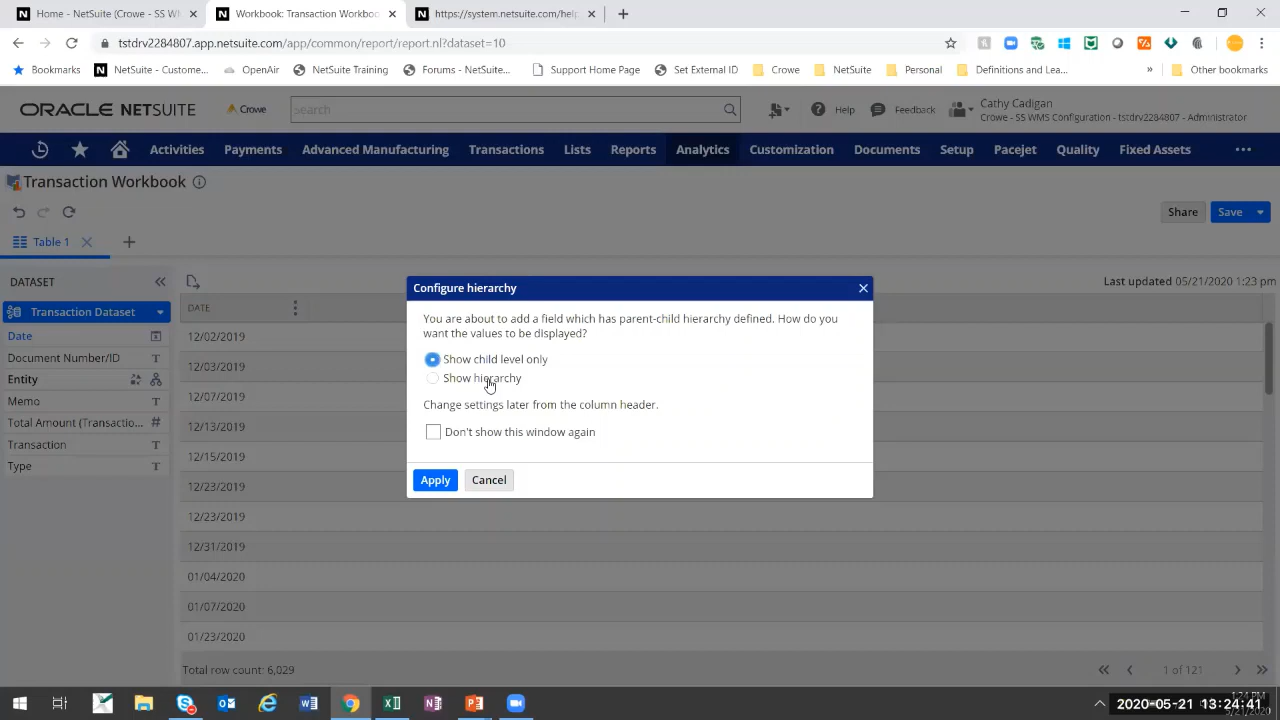 Home - NetSuite (Crowe - SS WM
Workbook: Transaction Workboo
https://system.netsuite.com/help
tstdrv2284807.app.netsuite.com/app/common/report/report.nl?dataset=10
Bookmarks NetSuite - Custome... OpenAir NetSuite Training Forums - NetSuite... Support Home Page Set External ID Crowe NetSuite Personal Definitions and Lea... » Other bookmarks
ORACLE NETSUITE Crowe search Help Feedback Cathy Cadigan
Crowe - SS WMS Configuration - tstdrv2284807 - Administrator
Activities Payments Advanced Manufacturing Transactions Lists Reports Analytics Customization Documents Setup Pacejet Quality Fixed Assets
Transaction Workbook
Share Save
Table 1
DATASET
Last updated 05/21/2020 1:23 pm
Transaction Dataset
Date
Document Number/ID
Entity
Memo
Total Amount (Transactio...
Transaction
Type
DATE
12/02/2019
12/03/2019
12/07/2019
12/13/2019
12/15/2019
12/23/2019
12/23/2019
12/31/2019
01/04/2020
01/07/2020
01/23/2020
Configure hierarchy
You are about to add a field which has parent-child hierarchy defined. How do you
want the values to be displayed?
Show child level only
Show hierarchy
Change settings later from the column header.
Don't show this window again
Apply Cancel
Total row count: 6,029
1 of 121
2020-05-21 13:24:41